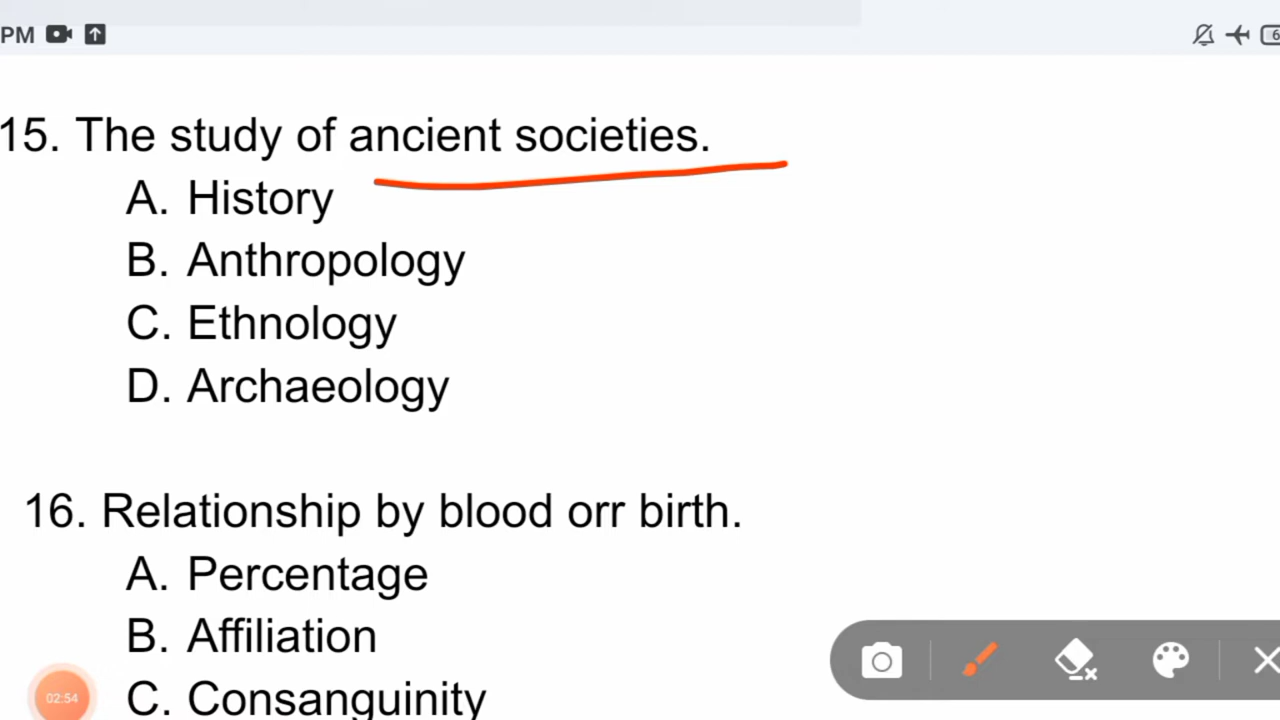 PM
6
15. The study of ancient societies.
A. History
B. Anthropology
C. Ethnology
D. Archaeology
16. Relationship by blood orr birth.
A. Percentage
B. Affiliation
C. Consanguinity
02:54